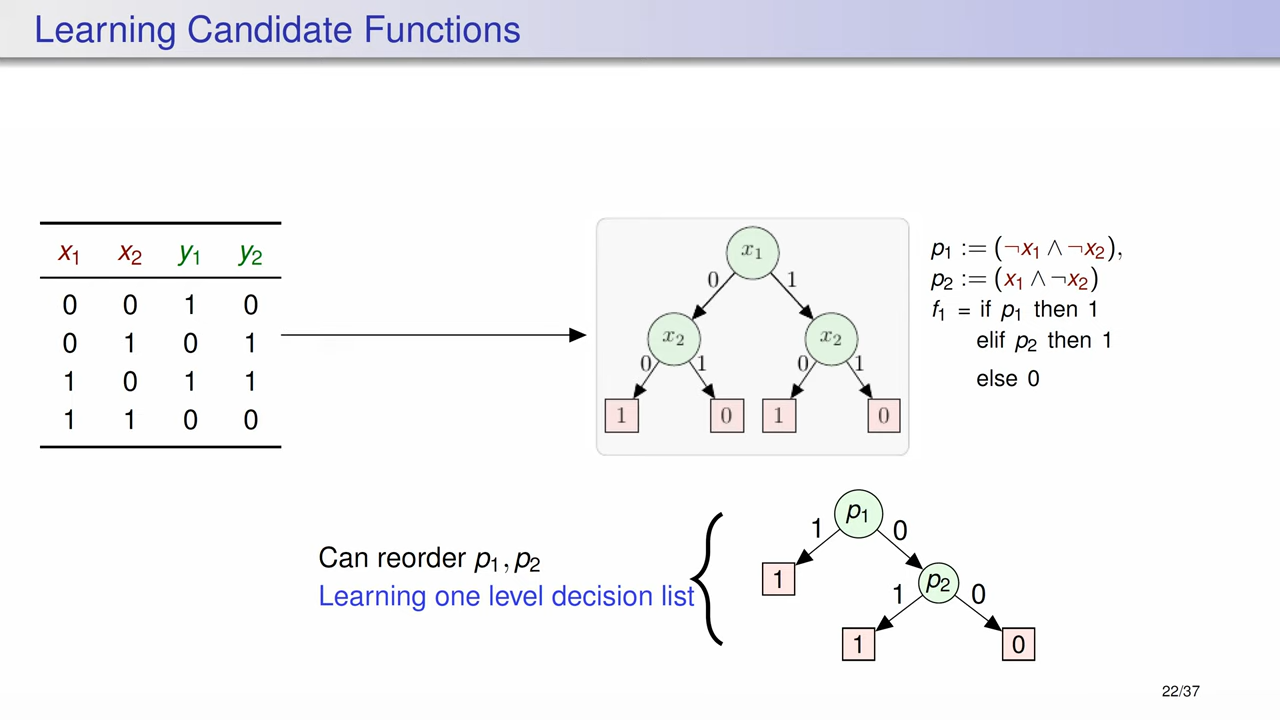 Learning Candidate Functions
x₁ x₂ y₁ y₂
0 0 1 0
0 1 0 1
1 0 1 1
1 1 0 0
x₁
0 1
x₂ x₂
0 1 0 1
1 0 1 0
p₁ := (¬x₁ ∧ ¬x₂),
p₂ := (x₁ ∧ ¬x₂)
f₁ = if p₁ then 1
elif p₂ then 1
else 0
Can reorder p₁, p₂
Learning one level decision list
p₁
1 0
1 p₂
1 0
1 0
22/37